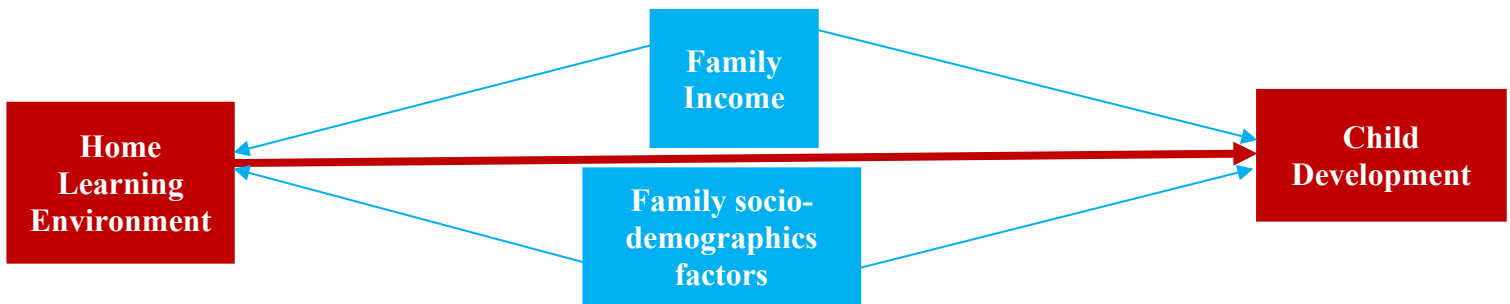 Family
Income
Home
Learning
Environment
Child
Development
Family socio-
demographics
factors